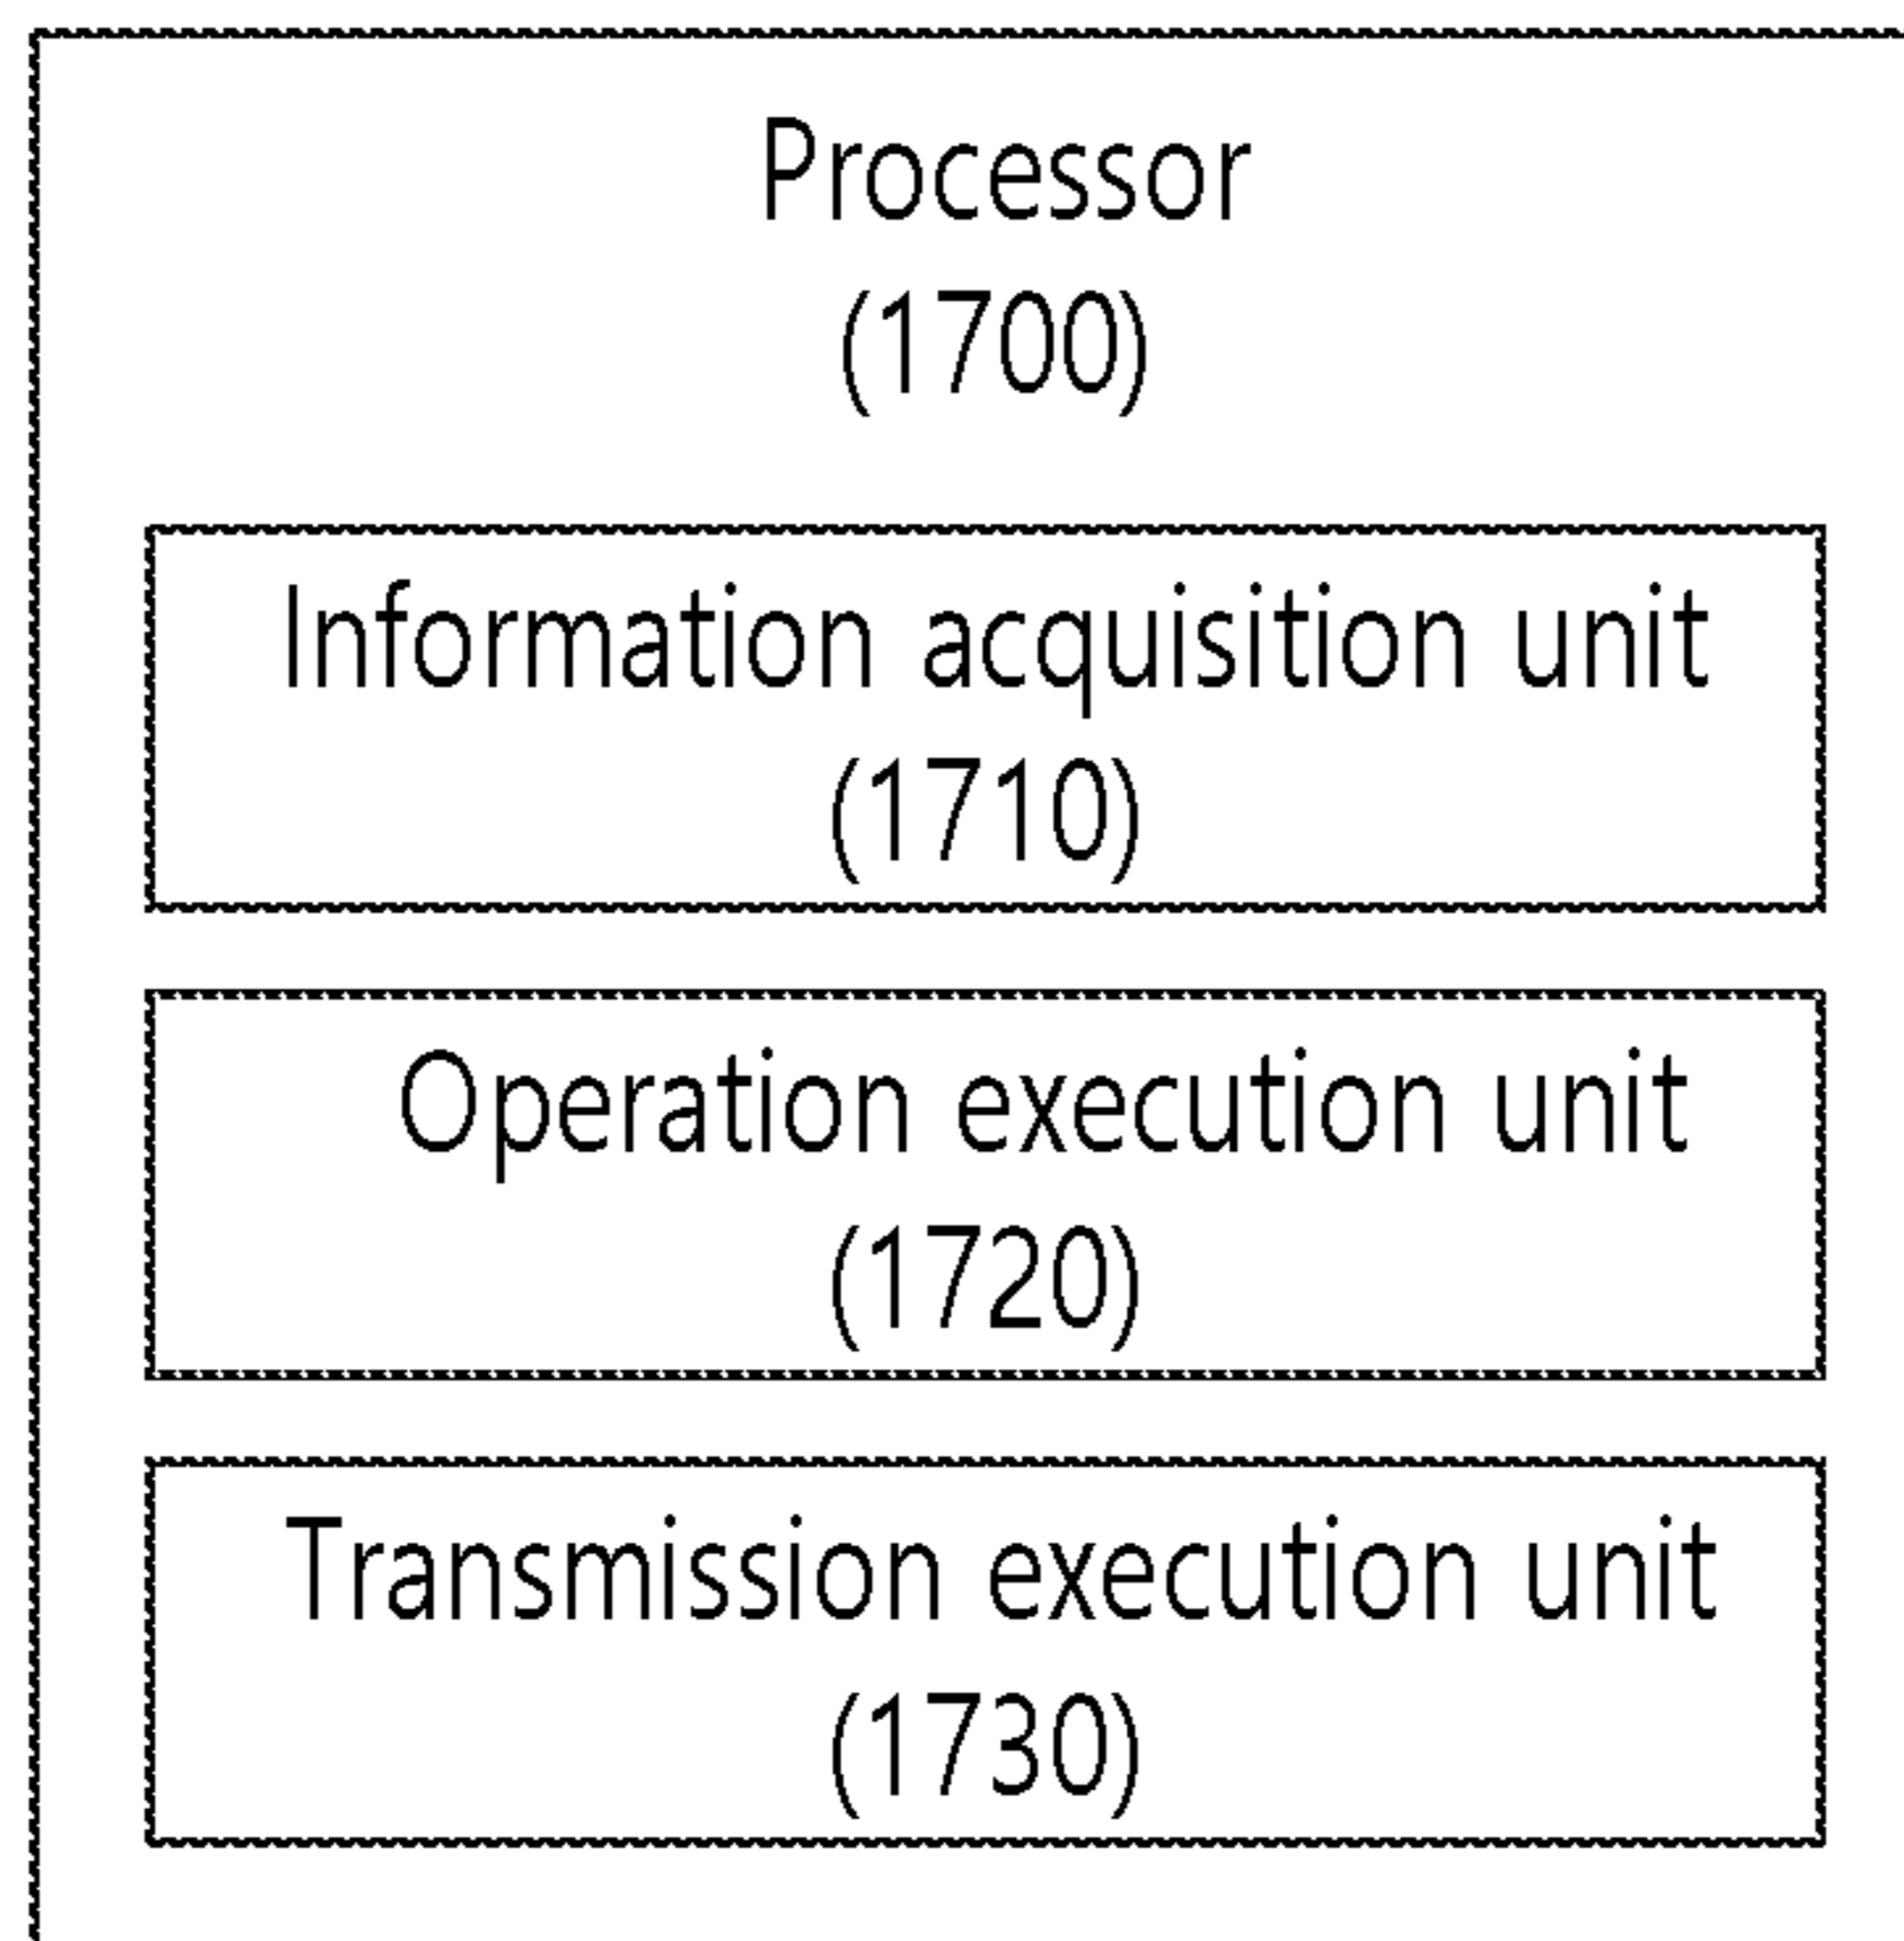 Processor
(1700)
Information acquisition unit
(1710)
Operation execution unit
(1720)
Transmission execution unit
(1730)